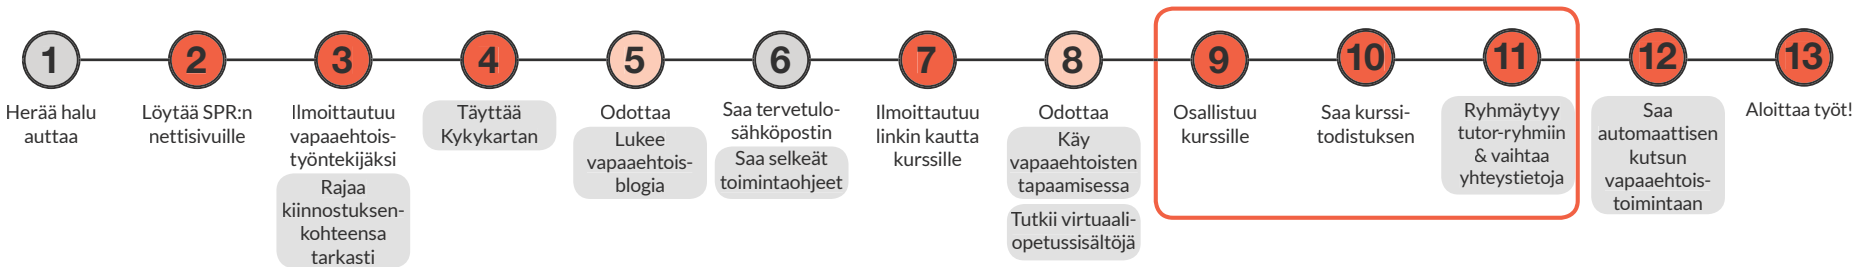 1
Herää halu
auttaa
2
Löytää SPR:n
nettisivuille
3
Ilmoittautuu
vapaaehtois-
työntekijäksi
Rajaa
kiinnostuksen-
kohteensa
tarkasti
4
Täyttää
Kykykartan
5
Odottaa
Lukee
vapaaehtois-
blogia
6
Saa tervetulo-
sähköpostin
Saa selkeät
toimintaohjeet
7
Ilmoittautuu
linkin kautta
kurssille
8
Odottaa
Käy
vapaaehtoisten
tapaamisessa
Tutkii virtuaali-
opetussisältöjä
9
Osallistuu
kurssille
10
Saa kurssi-
todistuksen
11
Ryhmäytyy
tutor-ryhmiin
& vaihtaa
yhteystietoja
12
Saa
automaattisen
kutsun
vapaaehtois-
toimintaan
13
Aloittaa työt!